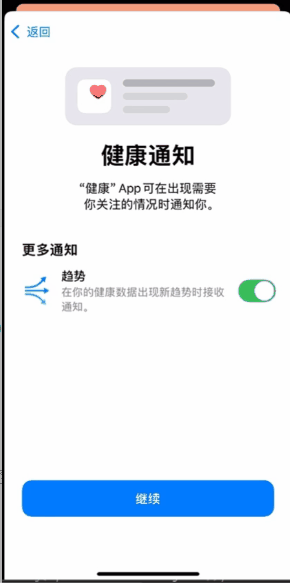 返回
健康通知
“健康” App 可在出现需要
你关注的情况时通知你。
更多通知
趋势
在你的健康数据出现新趋势时接收
通知。
继续